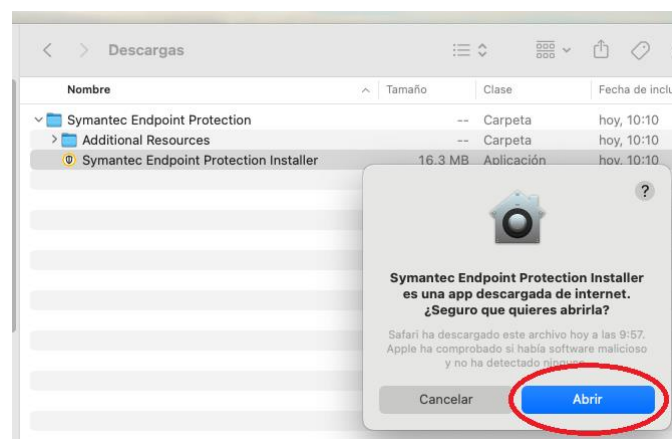 Descargas
Nombre Tamaño Clase Fecha de inclu
Symantec Endpoint Protection -- Carpeta hoy, 10:10
Additional Resources -- Carpeta hoy, 10:10
Symantec Endpoint Protection Installer 16.3 MB Aplicación hoy, 10:10
?
Symantec Endpoint Protection Installer
es una app descargada de internet.
¿Seguro que quieres abrirla?
Safari ha descargado este archivo hoy a las 9:57.
Apple ha comprobado si había software malicioso
y no ha detectado ninguno.
Cancelar Abrir